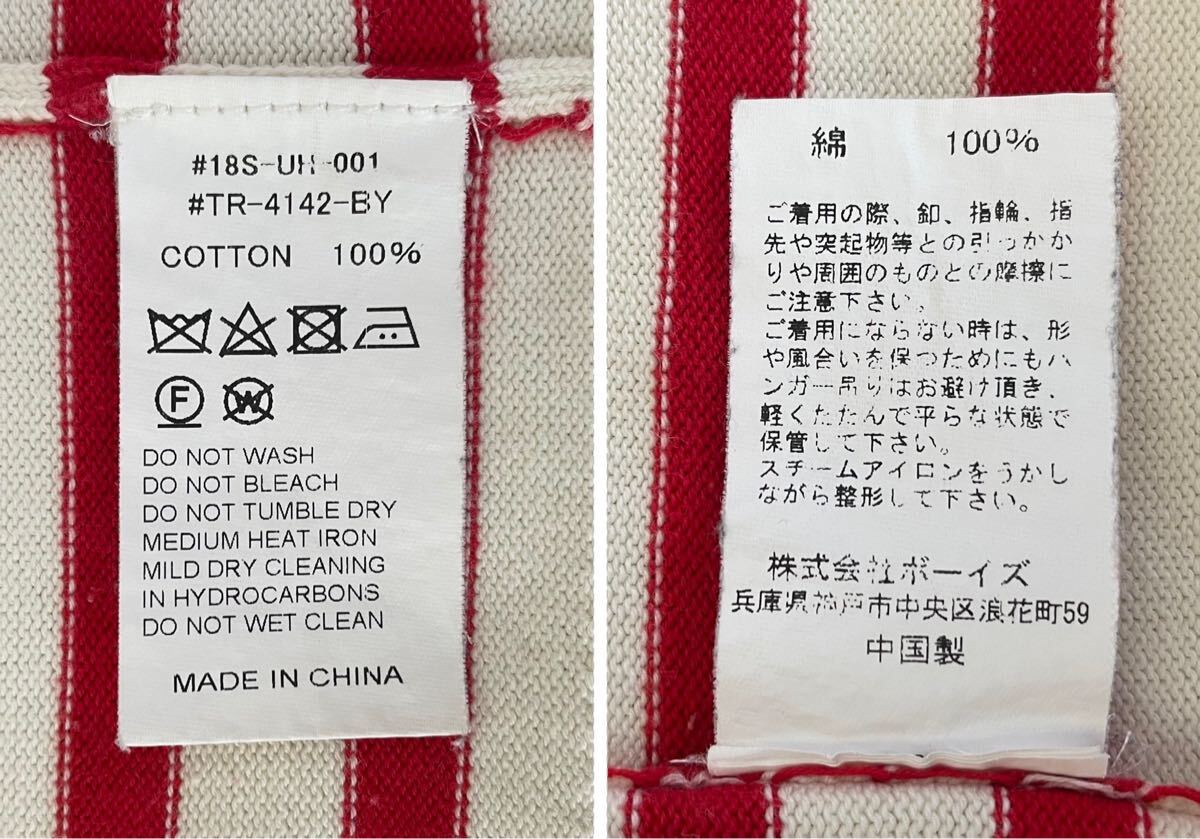 #18S-UH-001
#TR-4142-BY
COTTON 100%
F W
DO NOT WASH
DO NOT BLEACH
DO NOT TUMBLE DRY
MEDIUM HEAT IRON
MILD DRY CLEANING
IN HYDROCARBONS
DO NOT WET CLEAN
MADE IN CHINA
綿 100%
ご着用の際、釦、指輪、指
先や突起物等との引っかか
りや周囲のものとの摩擦に
ご注意下さい。
ご着用にならない時は、形
や風合いを保つためにもハ
ンガー吊りはお避け頂き、
軽くたたんで平らな状態で
保管して下さい。
スチームアイロンをうかし
ながら整形して下さい。
株式会社ボーイズ
兵庫県神戸市中央区浪花町59
中国製